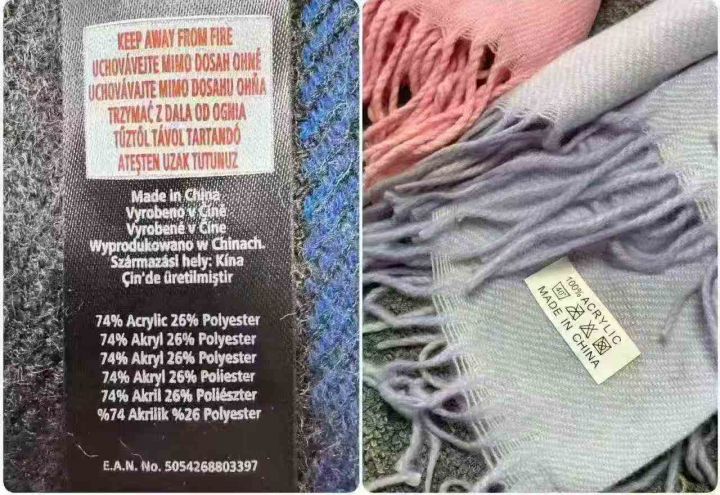 KEEP AWAY FROM FIRE
UCHOVÁVEJTE MIMO DOSAH OHNĚ
UCHOVÁVAJTE MIMO DOSAHU OHŇA
TRZYMAĆ Z DALA OD OGNIA
TŰZTŐL TÁVOL TARTANDÓ
ATEŞTEN UZAK TUTUNUZ
Made in China
Vyrobeno v Číně
Vyrobené v Číne
Wyprodukowano w Chinach.
Származási hely: Kína
Çin'de üretilmiştir
74% Acrylic 26% Polyester
74% Akryl 26% Polyester
74% Akryl 26% Polyester
74% Akryl 26% Poliester
74% Akril 26% Poliészter
%74 Akrilik %26 Polyester
E.A.N. No. 5054268803397
100% ACRYLIC
40
MADE IN CHINA